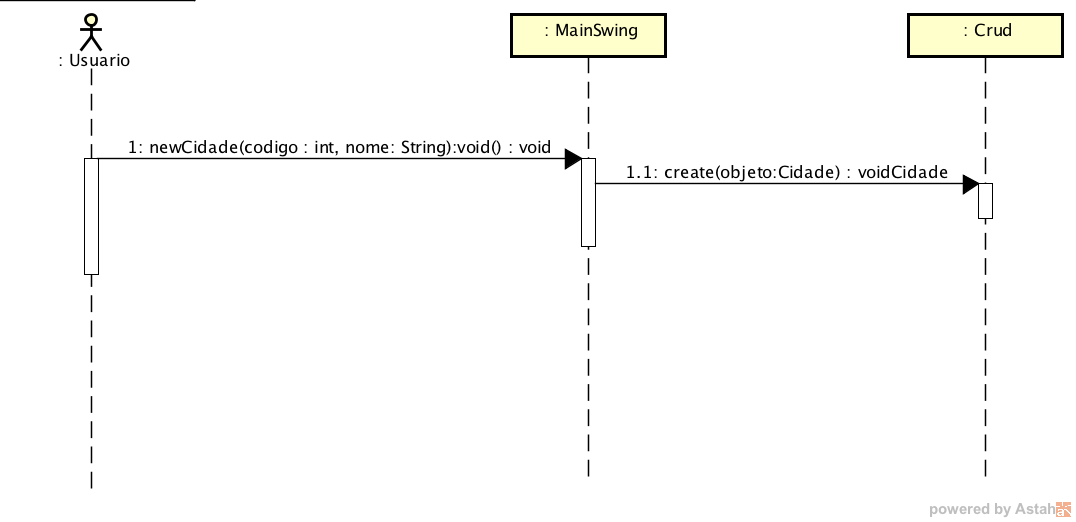 : Usuario
: MainSwing
: Crud
1: newCidade(codigo : int, nome: String):void() : void
1.1: create(objeto:Cidade) : voidCidade
powered by Astah